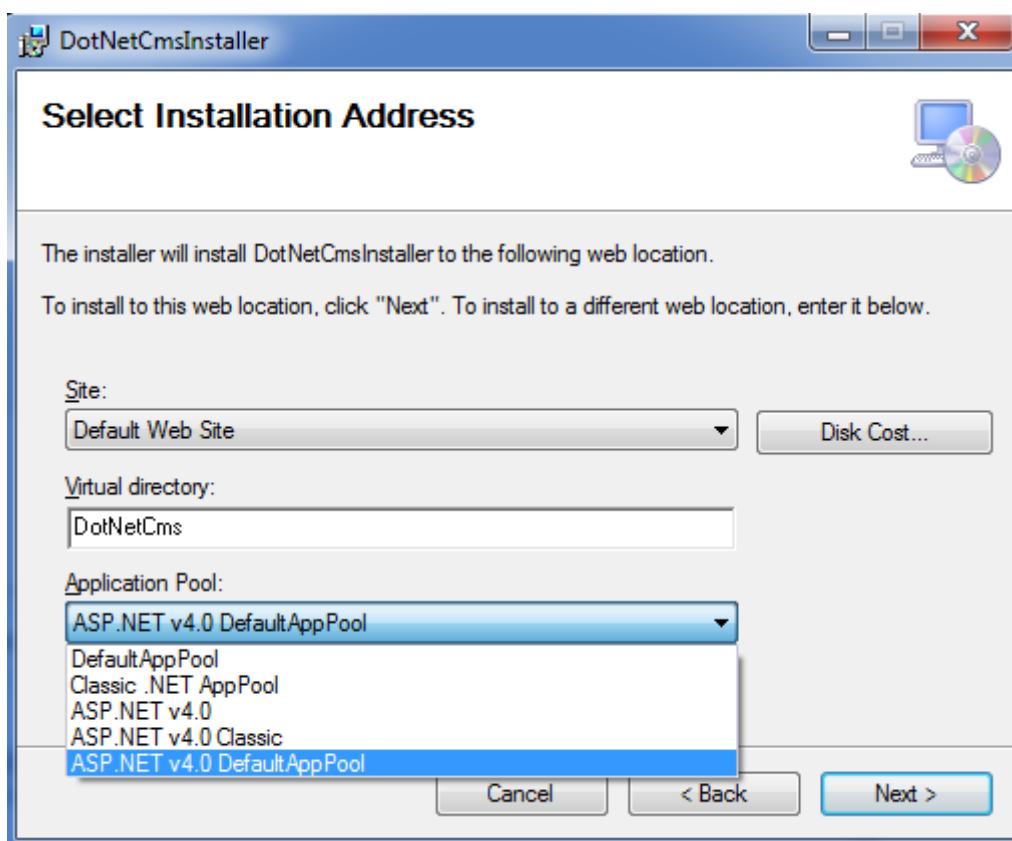 DotNetCmsInstaller
Select Installation Address
The installer will install DotNetCmsInstaller to the following web location.
To install to this web location, click "Next". To install to a different web location, enter it below.
Site:
Default Web Site
Disk Cost...
Virtual directory:
DotNetCms
Application Pool:
ASP.NET v4.0 DefaultAppPool
DefaultAppPool
Classic .NET AppPool
ASP.NET v4.0
ASP.NET v4.0 Classic
ASP.NET v4.0 DefaultAppPool
Cancel
< Back
Next >